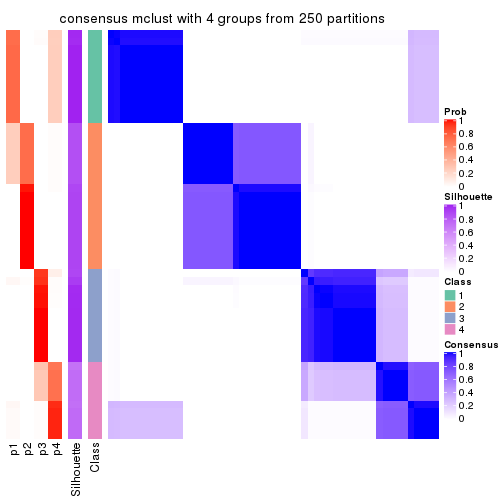 consensus mclust with 4 groups from 250 partitions
Prob
1
0.8
0.6
0.4
0.2
0
Silhouette
1
0.8
0.6
0.4
0.2
0
Class
1
2
3
4
Consensus
1
0.8
0.6
0.4
0.2
0
p1
p2
p3
p4
Silhouette
Class